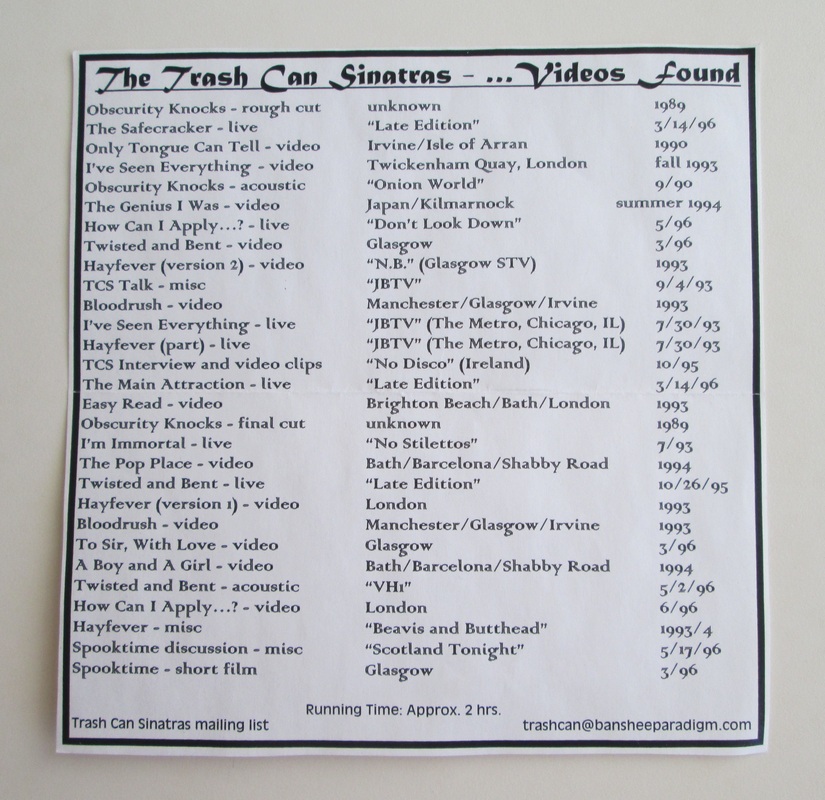 The Trash Can Sinatras - ...Videos Found
Obscurity Knocks - rough cut unknown 1989
The Safecracker - live "Late Edition" 3/14/96
Only Tongue Can Tell - video Irvine/Isle of Arran 1990
I've Seen Everything - video Twickenham Quay, London fall 1993
Obscurity Knocks - acoustic "Onion World" 9/90
The Genius I Was - video Japan/Kilmarnock summer 1994
How Can I Apply...? - live "Don't Look Down" 5/96
Twisted and Bent - video Glasgow 3/96
Hayfever (version 2) - video "N.B." (Glasgow STV) 1993
TCS Talk - misc "JBTV" 9/4/93
Bloodrush - video Manchester/Glasgow/Irvine 1993
I've Seen Everything - live "JBTV" (The Metro, Chicago, IL) 7/30/93
Hayfever (part) - live "JBTV" (The Metro, Chicago, IL) 7/30/93
TCS Interview and video clips "No Disco" (Ireland) 10/95
The Main Attraction - live "Late Edition" 3/14/96
Easy Read - video Brighton Beach/Bath/London 1993
Obscurity Knocks - final cut unknown 1989
I'm Immortal - live "No Stilettos" 7/93
The Pop Place - video Bath/Barcelona/Shabby Road 1994
Twisted and Bent - live "Late Edition" 10/26/95
Hayfever (version 1) - video London 1993
Bloodrush - video Manchester/Glasgow/Irvine 1993
To Sir, With Love - video Glasgow 3/96
A Boy and A Girl - video Bath/Barcelona/Shabby Road 1994
Twisted and Bent - acoustic "VH1" 5/2/96
How Can I Apply...? - video London 6/96
Hayfever - misc "Beavis and Butthead" 1993/4
Spooktime discussion - misc "Scotland Tonight" 5/17/96
Spooktime - short film Glasgow 3/96
Running Time: Approx. 2 hrs.
Trash Can Sinatras mailing list trashcan@bansheeparadigm.com